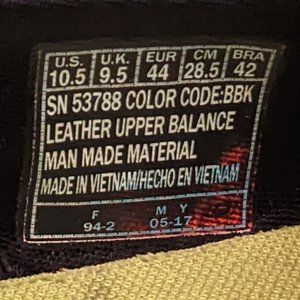 U.S. U.K. EUR CM BRA
10.5 9.5 44 28.5 42
SN 53788 COLOR CODE:BBK
LEATHER UPPER BALANCE
MAN MADE MATERIAL
MADE IN VIETNAM/HECHO EN VIETNAM
F M Y
94-2 05-17